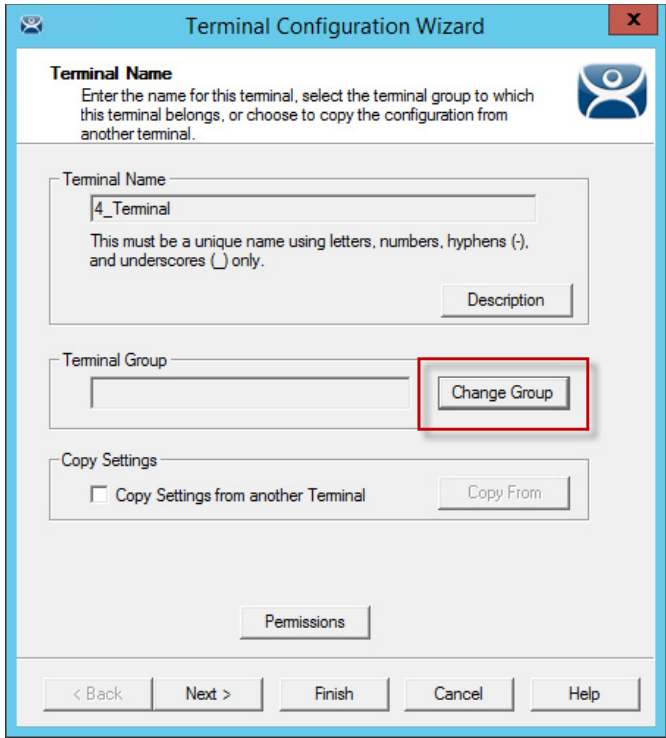 Terminal Configuration Wizard
x
Terminal Name
Enter the name for this terminal, select the terminal group to which
this terminal belongs, or choose to copy the configuration from
another terminal.
Terminal Name
4_Terminal
This must be a unique name using letters, numbers, hyphens (-),
and underscores (_) only.
Description
Terminal Group
Change Group
Copy Settings
Copy Settings from another Terminal
Copy From
Permissions
< Back
Next >
Finish
Cancel
Help